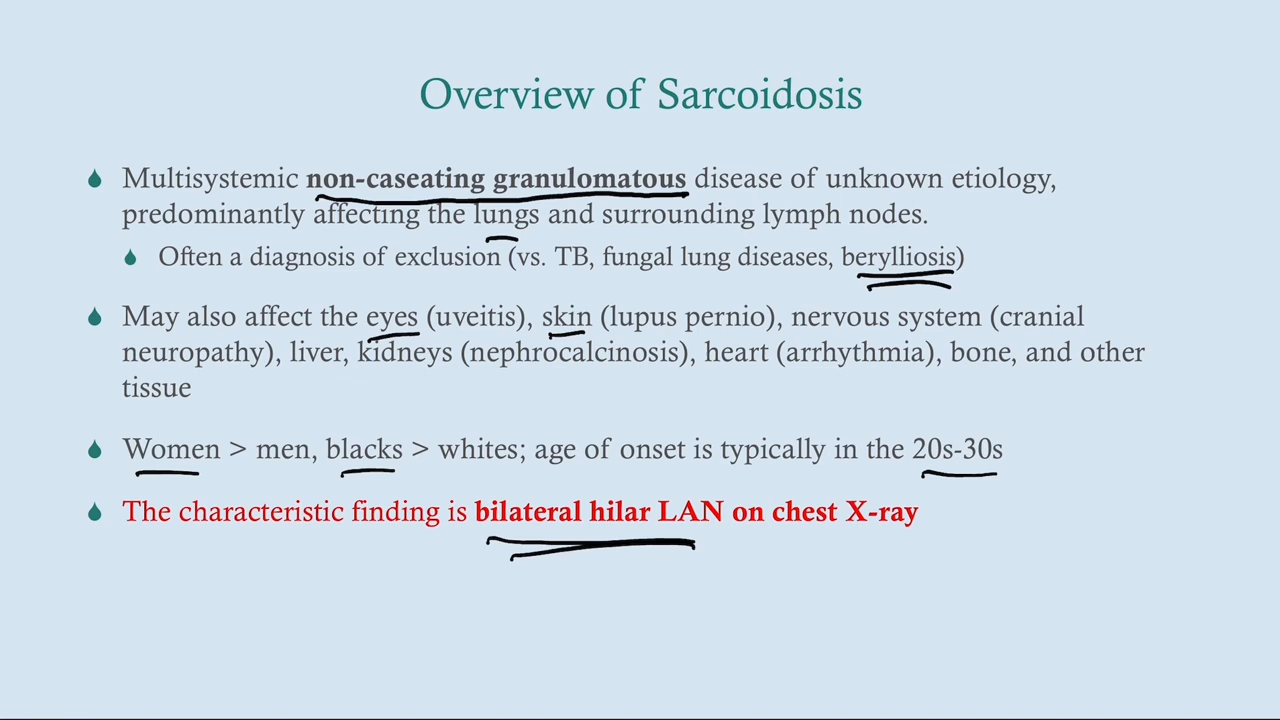 Overview of Sarcoidosis
Multisystemic non-caseating granulomatous disease of unknown etiology,
predominantly affecting the lungs and surrounding lymph nodes.
Often a diagnosis of exclusion (vs. TB, fungal lung diseases, berylliosis)
May also affect the eyes (uveitis), skin (lupus pernio), nervous system (cranial
neuropathy), liver, kidneys (nephrocalcinosis), heart (arrhythmia), bone, and other
tissue
Women > men, blacks > whites; age of onset is typically in the 20s-30s
The characteristic finding is bilateral hilar LAN on chest X-ray